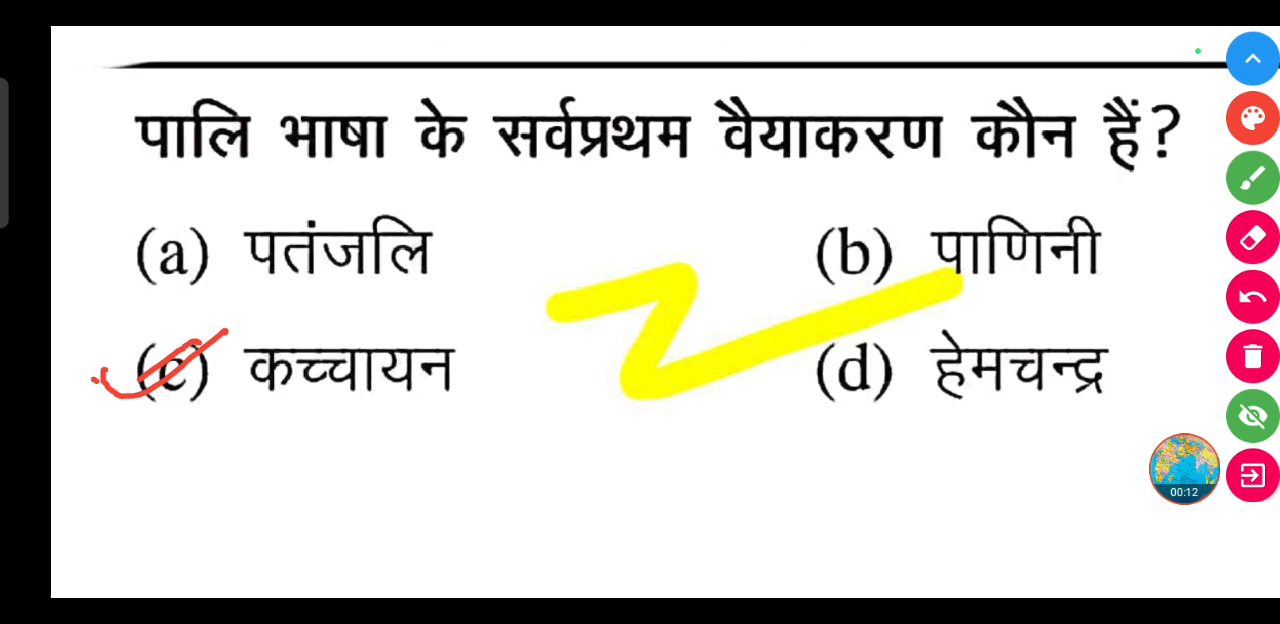 पालि भाषा के सर्वप्रथम वैयाकरण कौन हैं?
(a) पतंजलि (b) पाणिनी
(c) कच्चायन (d) हेमचन्द्र
00:12